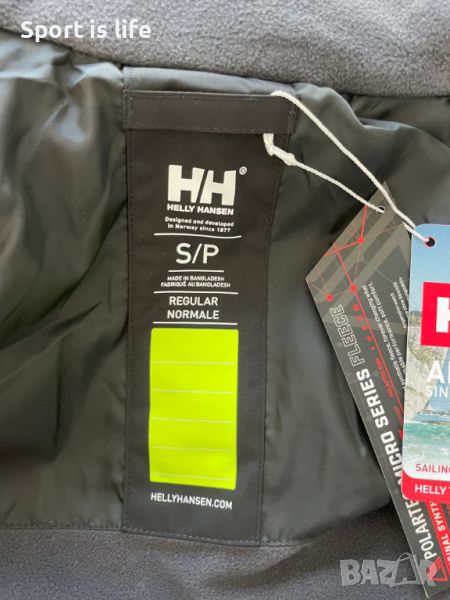 Sport is life
HH®
HELLY HANSEN
Designed and developed
in Norway since 1877
S/P
MADE IN BANGLADESH
FABRIQUÉ AU BANGLADESH
REGULAR
NORMALE
HELLYHANSEN.COM
MICRO SERIES FLEECE
SAILING
HELLY
BAZAR